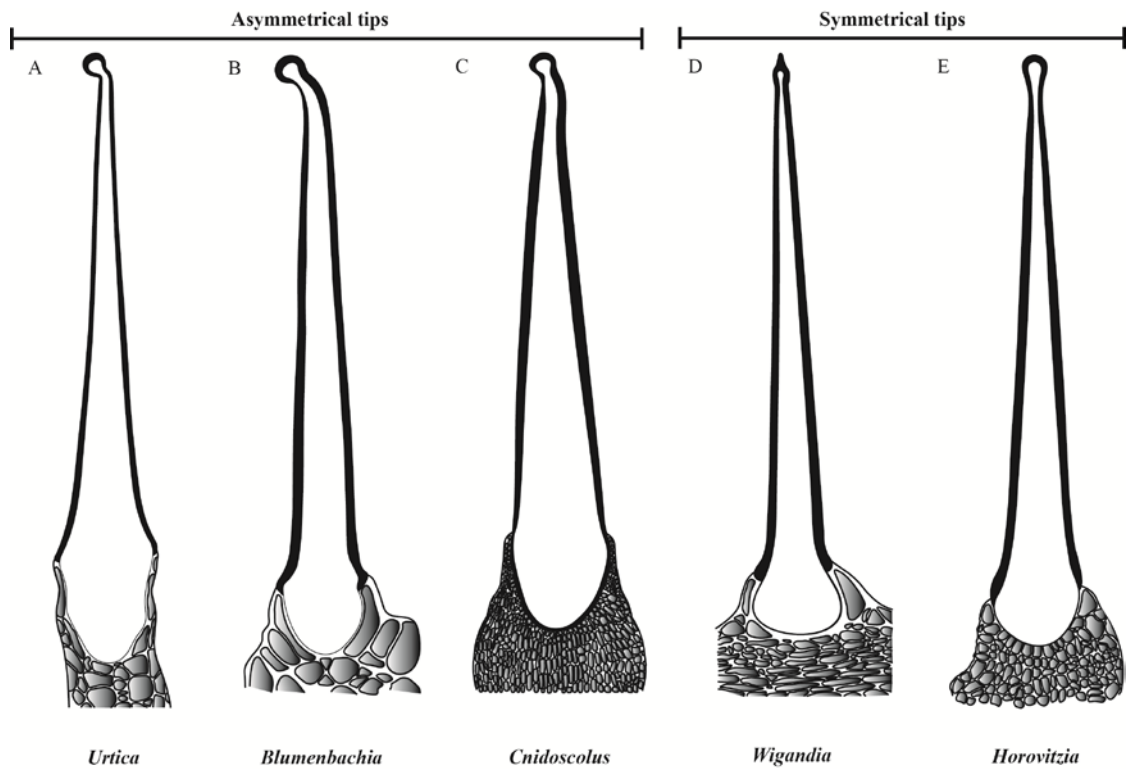 Asymmetrical tips
Symmetrical tips
A
B
C
D
E
Urtica
Blumenbachia
Cnidoscolus
Wigandia
Horovitzia